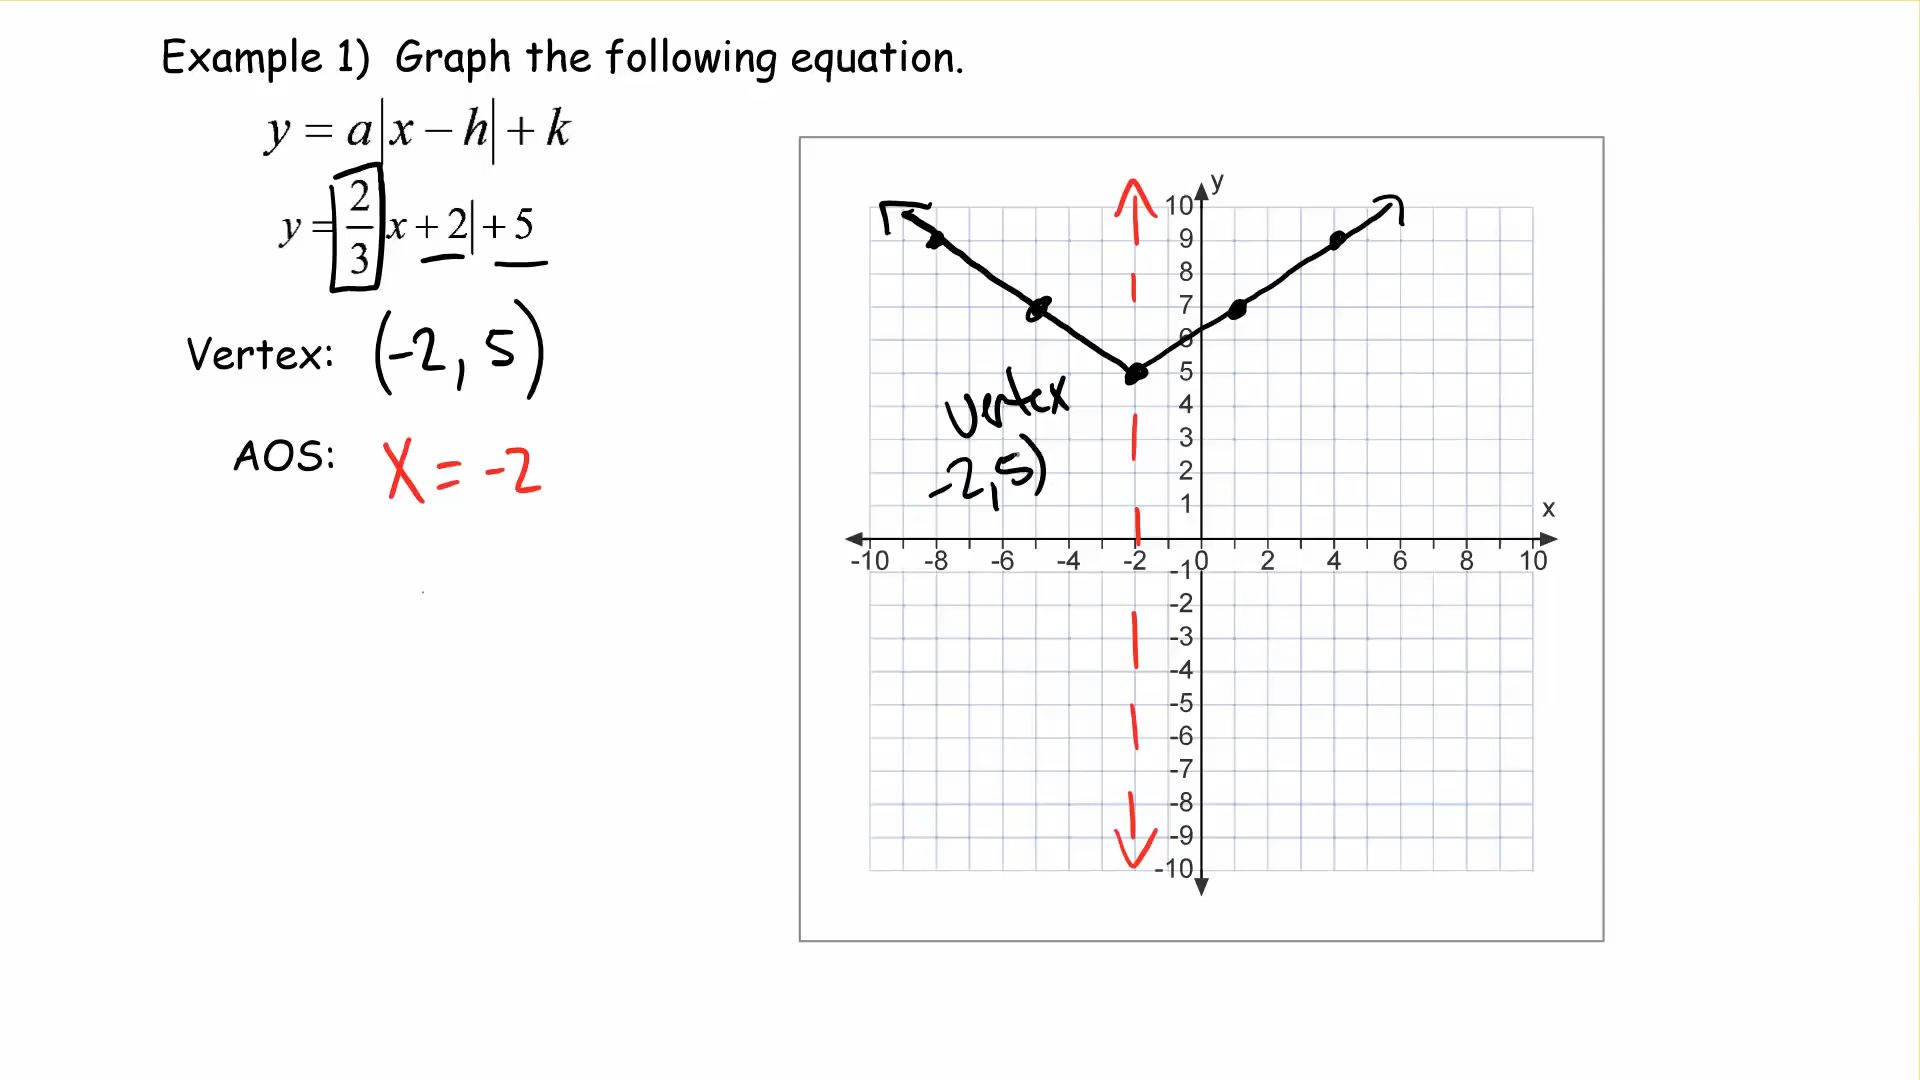 Example 1) Graph the following equation.
y = a|x − h| + k
y = 2/3|x + 2| + 5
Vertex: (-2, 5)
AOS: X = -2
y
10
9
8
7
6
5
4
3
2
1
x
-10 -8 -6 -4 -2 0 2 4 6 8 10
-1
-2
-3
-4
-5
-6
-7
-8
-9
-10
Vertex
-2,5)